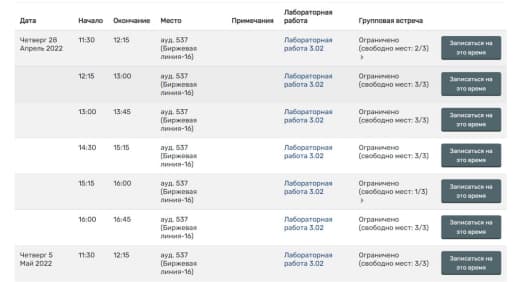 Дата Начало Окончание Место Примечания Лабораторная работа Групповая встреча
Четверг 28 Апрель 2022 11:30 12:15 ауд. 537 (Биржевая линия-16) Лабораторная работа 3.02 Ограничено (свободно мест: 2/3) Записаться на это время
12:15 13:00 ауд. 537 (Биржевая линия-16) Лабораторная работа 3.02 Ограничено (свободно мест: 3/3) Записаться на это время
13:00 13:45 ауд. 537 (Биржевая линия-16) Лабораторная работа 3.02 Ограничено (свободно мест: 3/3) Записаться на это время
14:30 15:15 ауд. 537 (Биржевая линия-16) Лабораторная работа 3.02 Ограничено (свободно мест: 3/3) Записаться на это время
15:15 16:00 ауд. 537 (Биржевая линия-16) Лабораторная работа 3.02 Ограничено (свободно мест: 1/3) Записаться на это время
16:00 16:45 ауд. 537 (Биржевая линия-16) Лабораторная работа 3.02 Ограничено (свободно мест: 3/3) Записаться на это время
Четверг 5 Май 2022 11:30 12:15 ауд. 537 (Биржевая линия-16) Лабораторная работа 3.02 Ограничено (свободно мест: 3/3) Записаться на это время